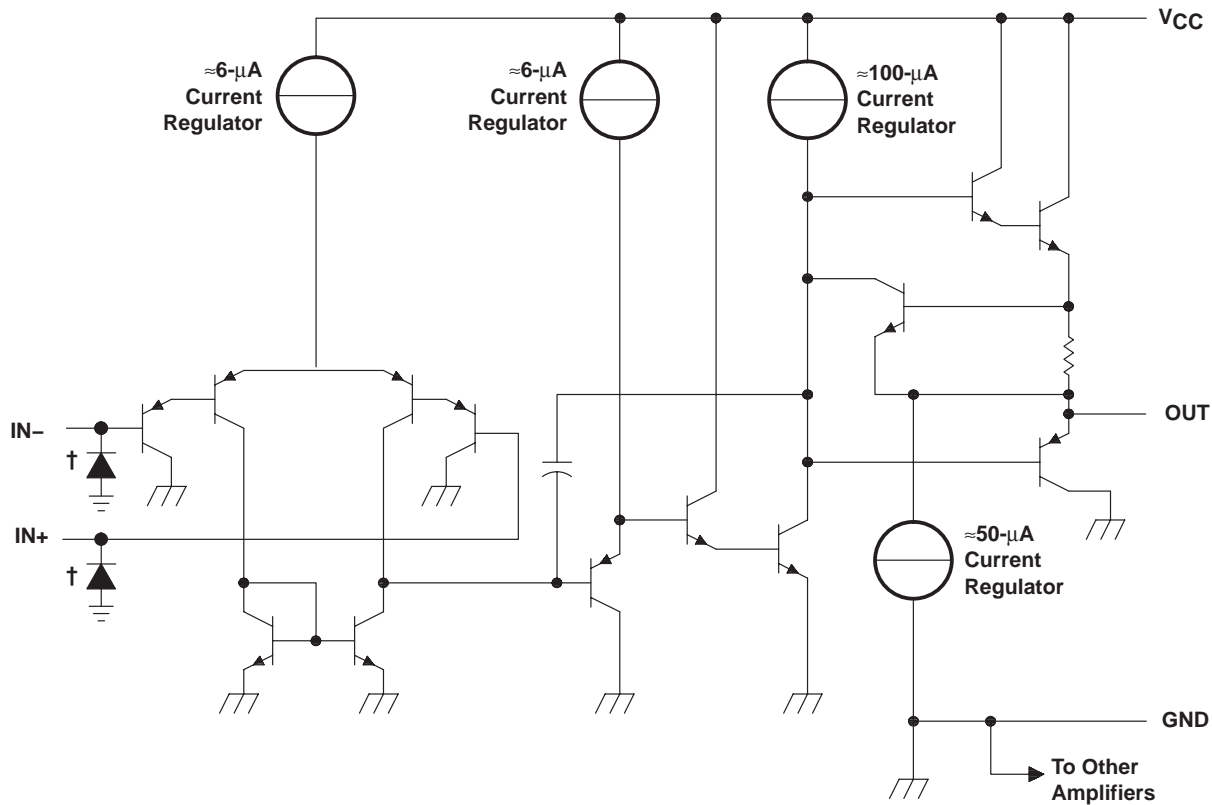 VCC
≈6-μA
Current
Regulator
≈6-μA
Current
Regulator
≈100-μA
Current
Regulator
IN−
†
OUT
IN+
†
≈50-μA
Current
Regulator
GND
To Other
Amplifiers